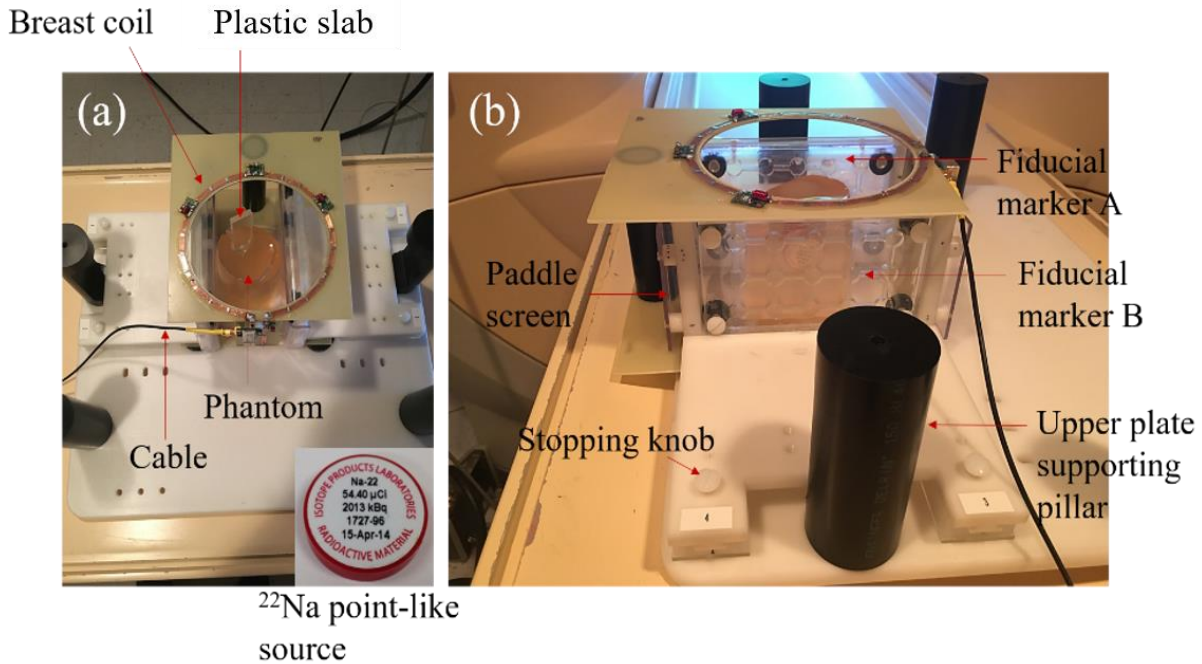 Breast coil
Plastic slab
(a)
Phantom
Cable
ISOTOPE PRODUCTS LABORATORIES
Na-22
54.40 µCi
2013 kBq
1727-96
15-Apr-14
RADIOACTIVE MATERIAL
²²Na point-like
source
(b)
Fiducial
marker A
Paddle
screen
Fiducial
marker B
Stopping knob
Upper plate
supporting
pillar